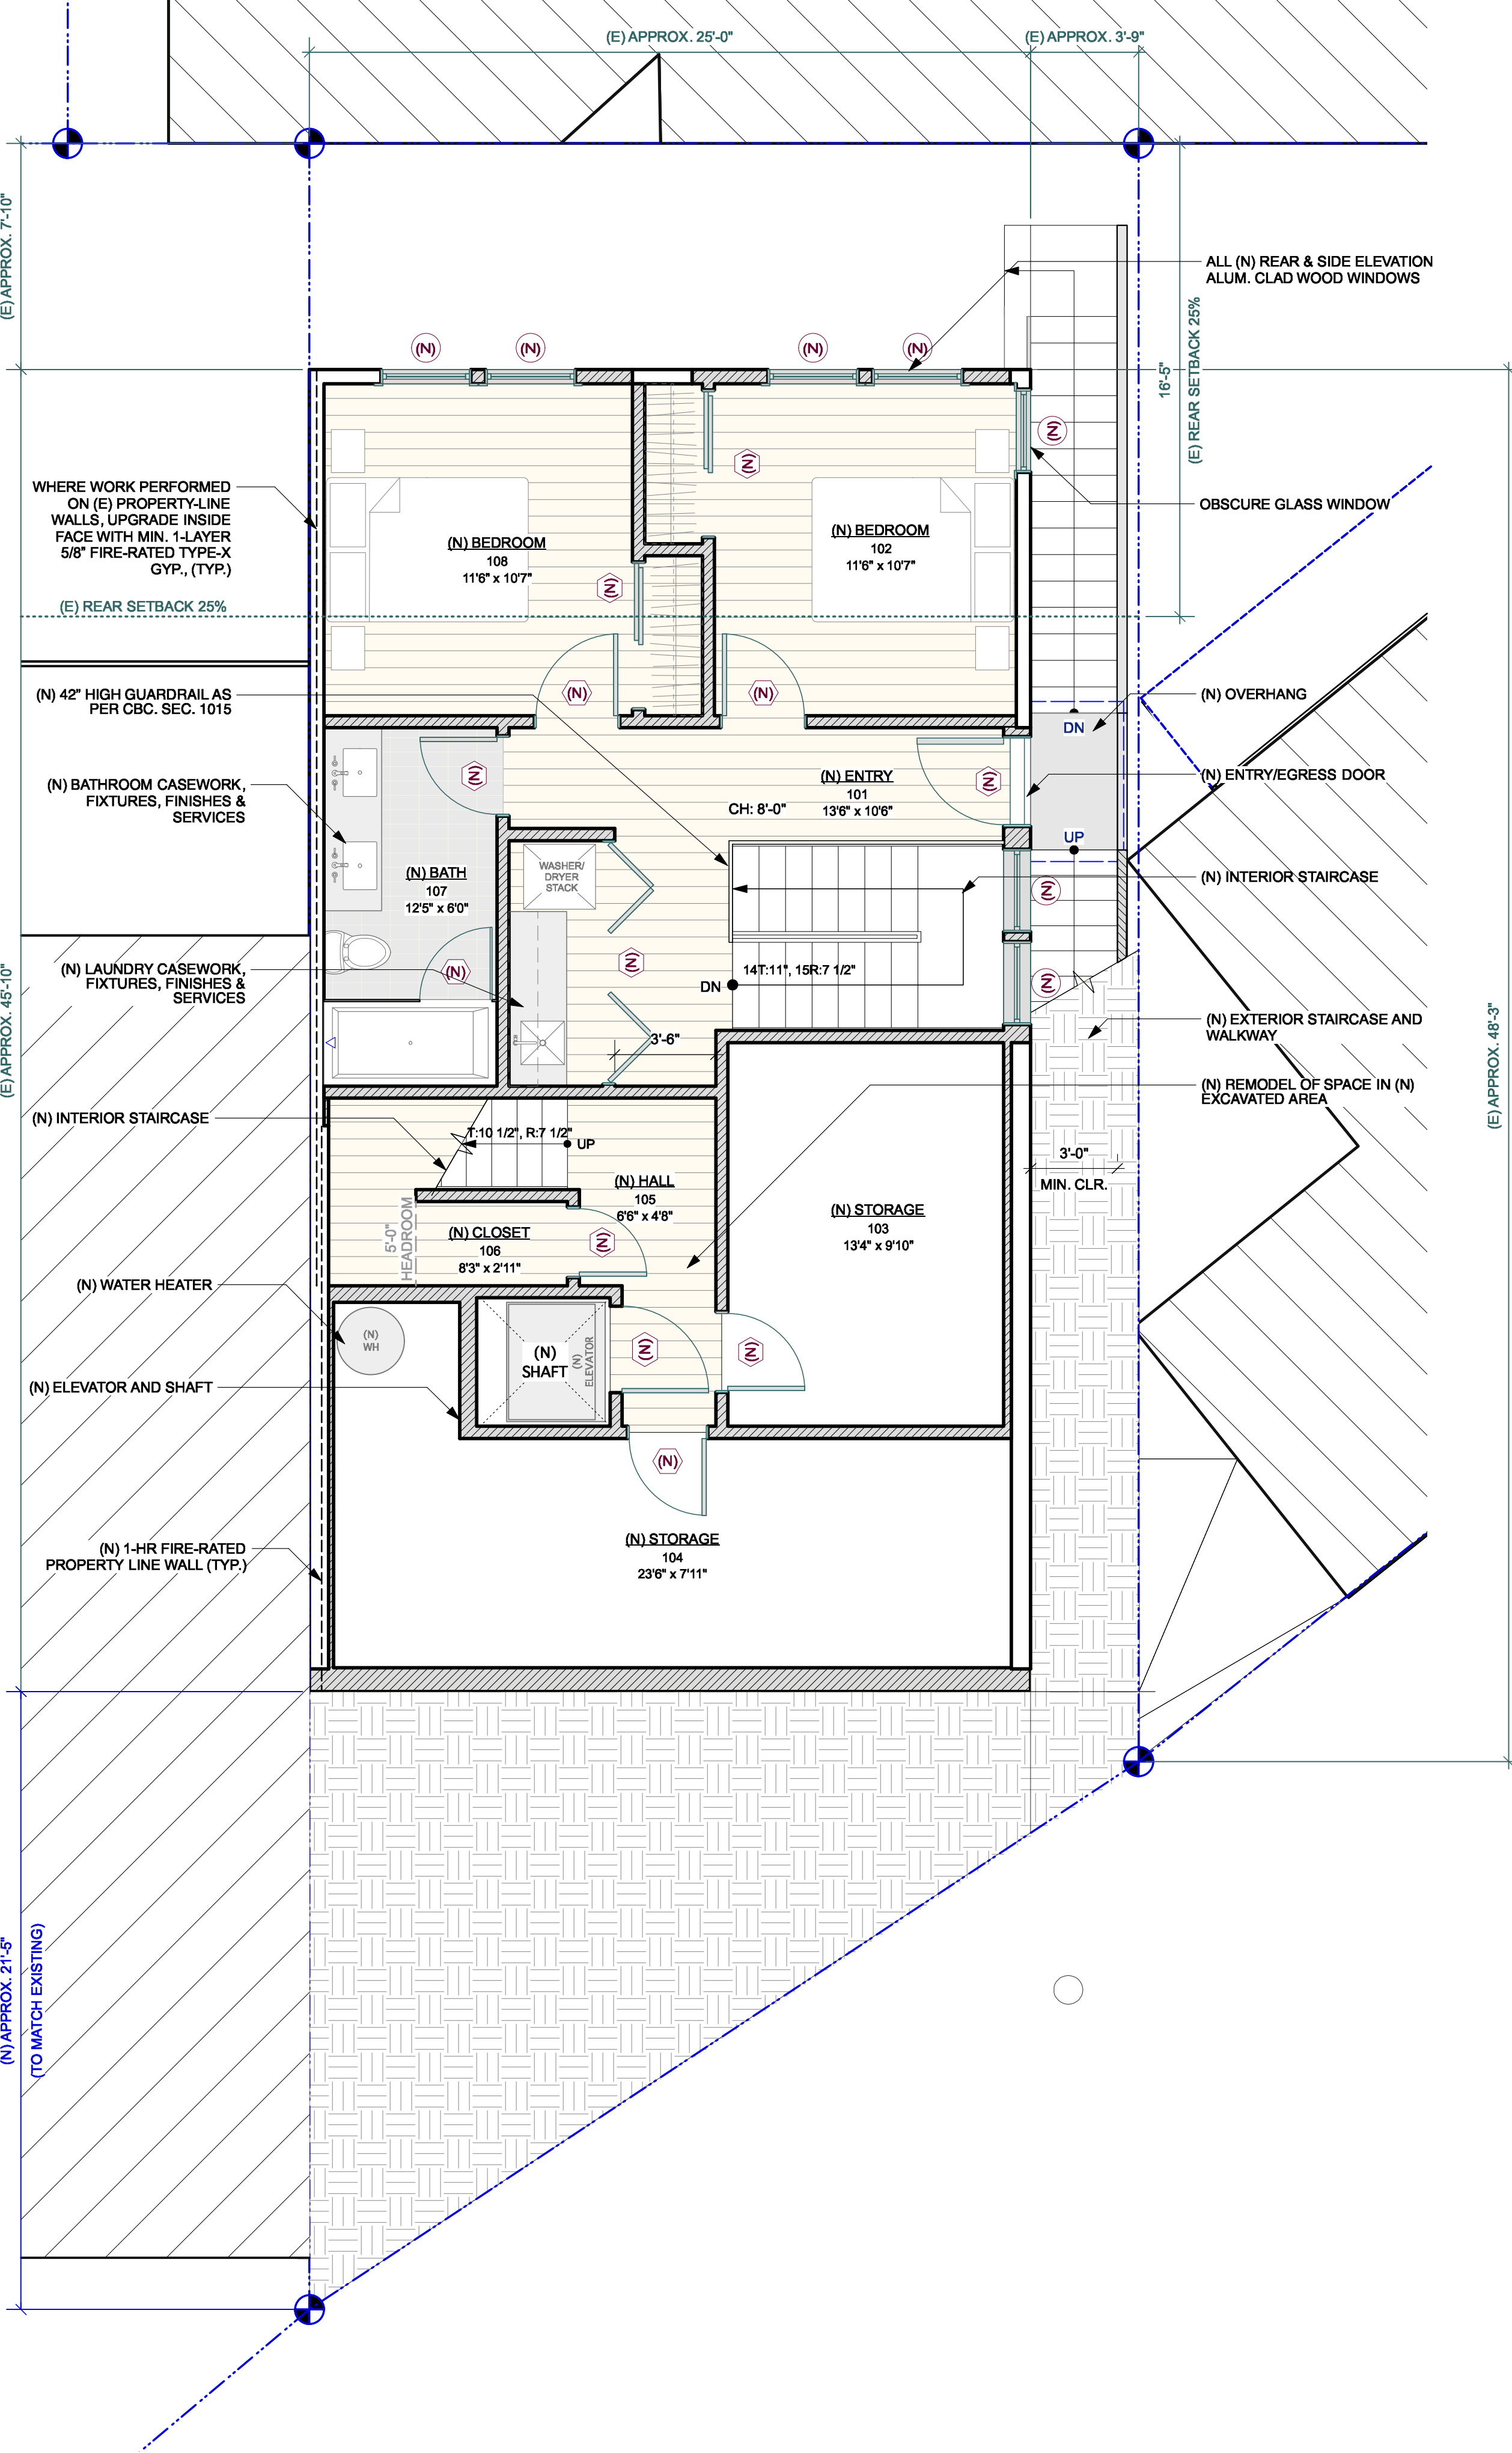 (E) APPROX. 25'-0"
(E) APPROX. 3'-9"
(E) APPROX. 7'-10"
ALL (N) REAR & SIDE ELEVATION
ALUM. CLAD WOOD WINDOWS
16'-5"
(E) REAR SETBACK 25%
(N)
(N)
(N)
(N)
(N)
(N)
WHERE WORK PERFORMED
ON (E) PROPERTY-LINE
WALLS, UPGRADE INSIDE
FACE WITH MIN. 1-LAYER
5/8" FIRE-RATED TYPE-X
GYP., (TYP.)
OBSCURE GLASS WINDOW
(N) BEDROOM
108
11'6" x 10'7"
(N) BEDROOM
102
11'6" x 10'7"
(N)
(E) REAR SETBACK 25%
(N) 42" HIGH GUARDRAIL AS
PER CBC. SEC. 1015
(N)
(N)
(N) OVERHANG
DN
(N) BATHROOM CASEWORK,
FIXTURES, FINISHES &
SERVICES
(N)
(N) ENTRY
101
13'6" x 10'6"
CH: 8'-0"
(N)
(N) ENTRY/EGRESS DOOR
UP
(N) BATH
107
12'5" x 6'0"
WASHER/
DRYER
STACK
(N) INTERIOR STAIRCASE
(N)
(N) LAUNDRY CASEWORK,
FIXTURES, FINISHES &
SERVICES
(N)
(N)
14T:11", 15R:7 1/2"
DN
(N)
(N) EXTERIOR STAIRCASE AND
WALKWAY
3'-6"
(E) APPROX. 45'-10"
(E) APPROX. 48'-3"
(N) REMODEL OF SPACE IN (N)
EXCAVATED AREA
(N) INTERIOR STAIRCASE
T:10 1/2", R:7 1/2"
UP
3'-0"
MIN. CLR.
(N) HALL
105
6'6" x 4'8"
(N) STORAGE
103
13'4" x 9'10"
5'-0"
HEADROOM
(N) CLOSET
106
8'3" x 2'11"
(N)
(N) WATER HEATER
(N)
WH
(N)
SHAFT
(N)
ELEVATOR
(N)
(N)
(N) ELEVATOR AND SHAFT
(N)
(N) STORAGE
104
23'6" x 7'11"
(N) 1-HR FIRE-RATED
PROPERTY LINE WALL (TYP.)
(N) APPROX. 21'-5"
(TO MATCH EXISTING)